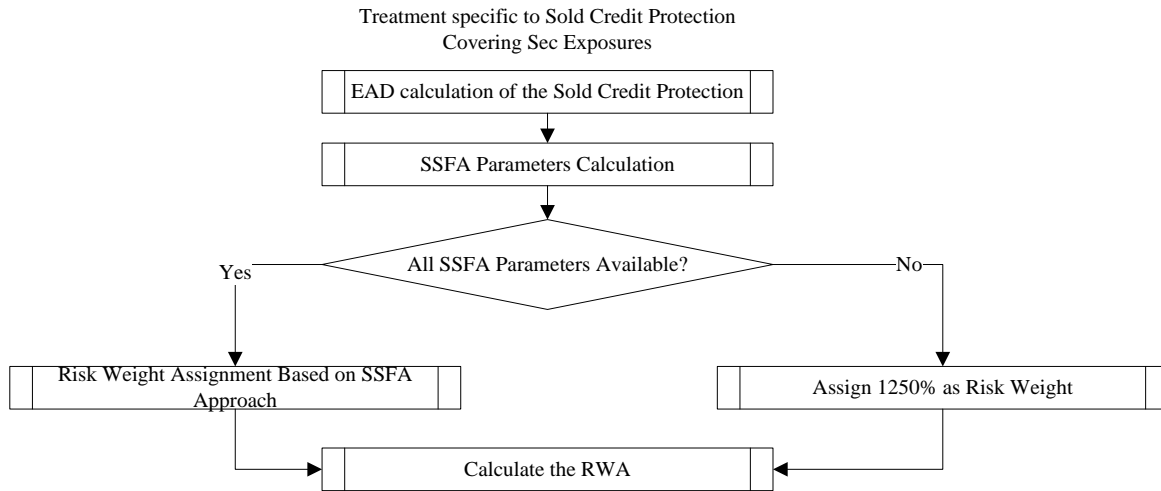 Treatment specific to Sold Credit Protection
Covering Sec Exposures
EAD calculation of the Sold Credit Protection
SSFA Parameters Calculation
All SSFA Parameters Available?
Yes
No
Risk Weight Assignment Based on SSFA
Approach
Assign 1250% as Risk Weight
Calculate the RWA